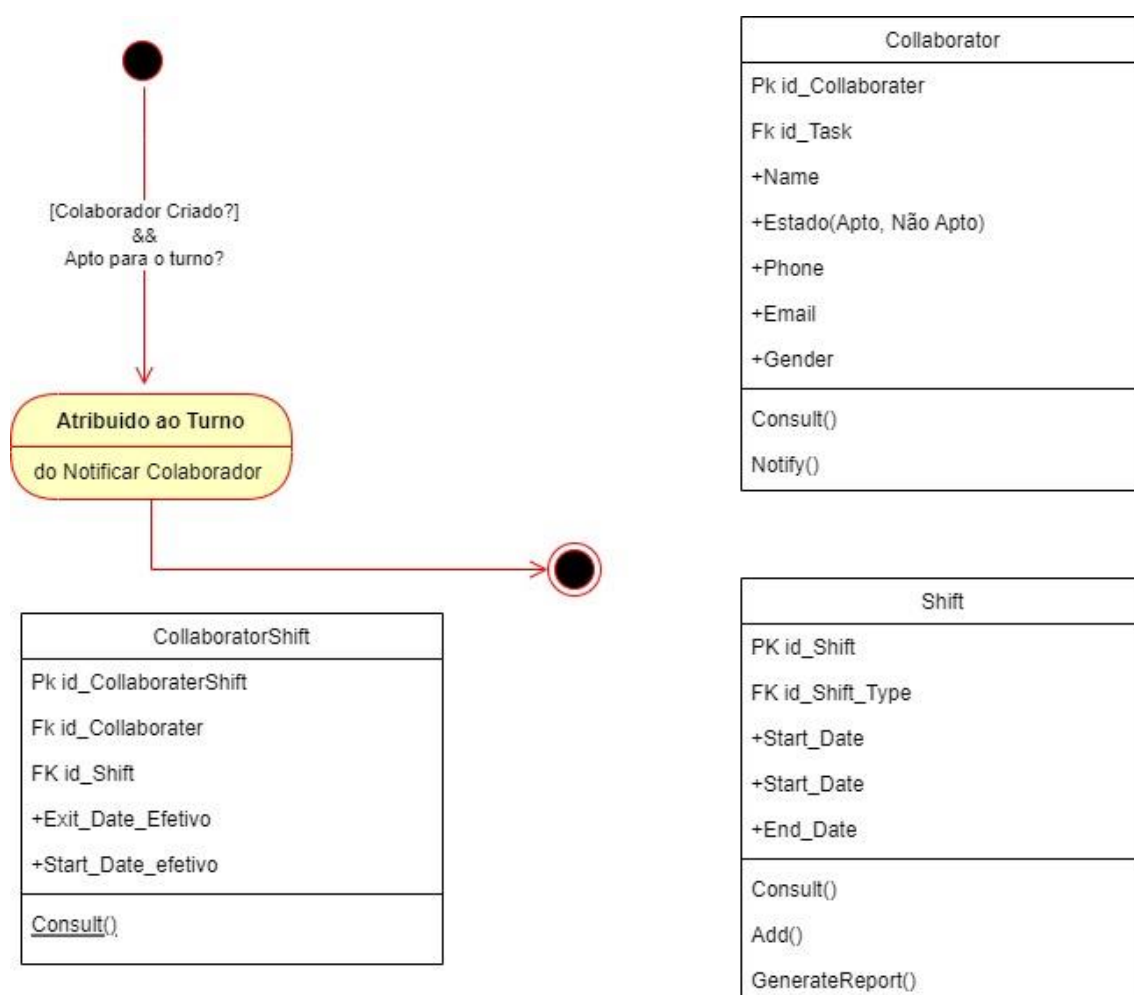 [Colaborador Criado?]
&&
Apto para o turno?
Atribuido ao Turno
do Notificar Colaborador
CollaboratorShift
Pk id_CollaboraterShift
Fk id_Collaborater
FK id_Shift
+Exit_Date_Efetivo
+Start_Date_efetivo
Consult()
Collaborator
Pk id_Collaborater
Fk id_Task
+Name
+Estado(Apto, Não Apto)
+Phone
+Email
+Gender
Consult()
Notify()
Shift
PK id_Shift
FK id_Shift_Type
+Start_Date
+Start_Date
+End_Date
Consult()
Add()
GenerateReport()